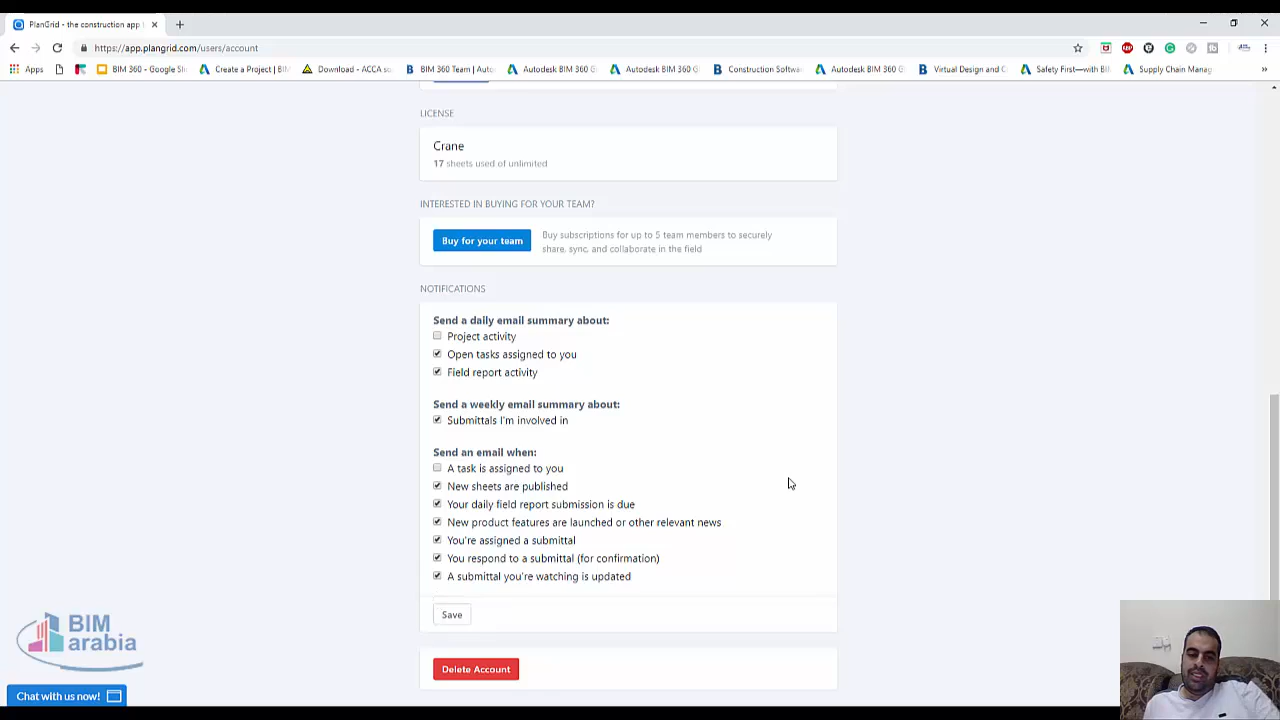 PlanGrid - the construction app
https://app.plangrid.com/users/account
Apps
BIM 360 - Google Sli
Create a Project | BIM
Download - ACCA so
BIM 360 Team | Auto
Autodesk BIM 360 G
Autodesk BIM 360 G
Construction Softwa
Autodesk BIM 360 G
Virtual Design and C
Safety First—with BI
Supply Chain Manag
LICENSE
Crane
17 sheets used of unlimited
INTERESTED IN BUYING FOR YOUR TEAM?
Buy for your team
Buy subscriptions for up to 5 team members to securely
share, sync, and collaborate in the field
NOTIFICATIONS
Send a daily email summary about:
Project activity
Open tasks assigned to you
Field report activity
Send a weekly email summary about:
Submittals I'm involved in
Send an email when:
A task is assigned to you
New sheets are published
Your daily field report submission is due
New product features are launched or other relevant news
You're assigned a submittal
You respond to a submittal (for confirmation)
A submittal you're watching is updated
Save
Delete Account
BIM
arabia
Chat with us now!